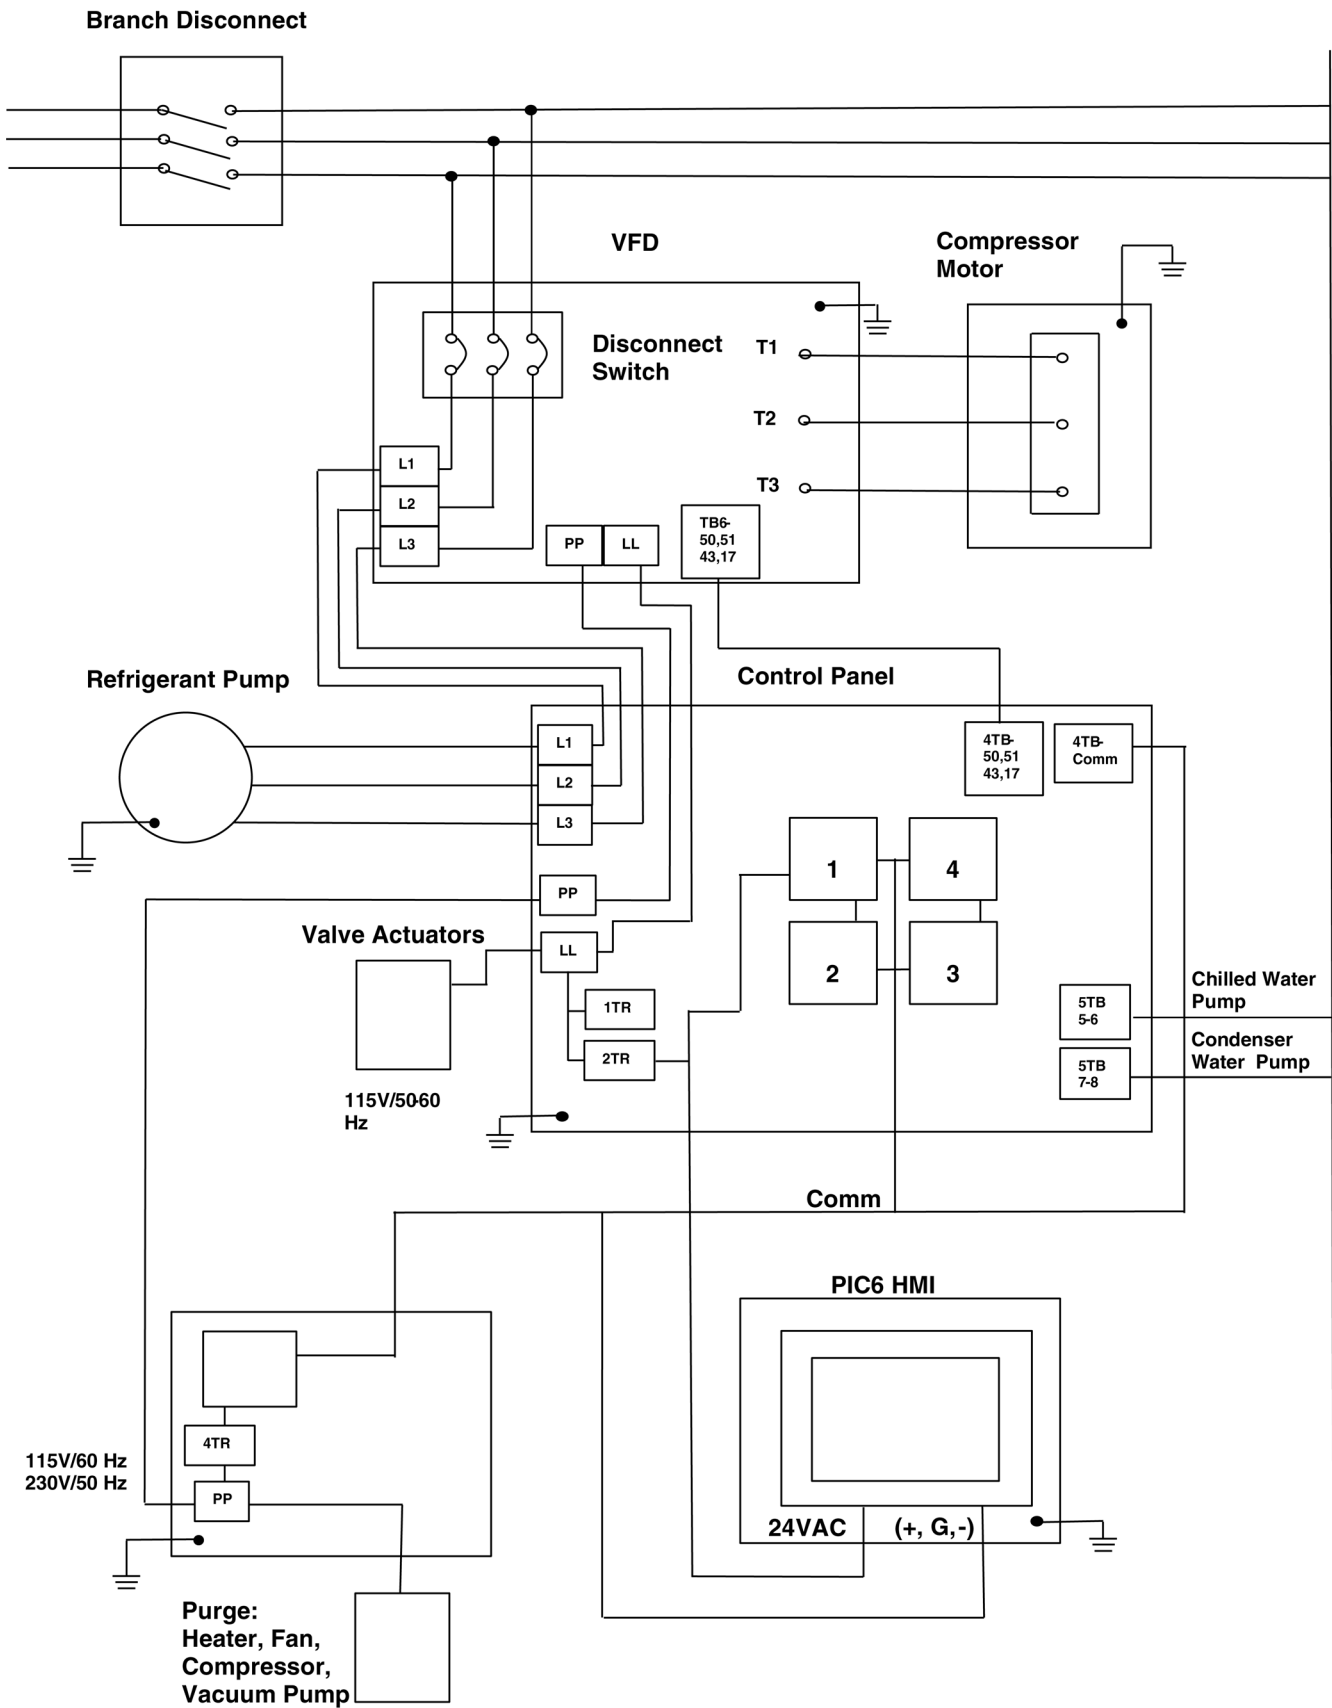 Branch Disconnect
VFD
Compressor
Motor
Disconnect
Switch
T1
T2
T3
L1
L2
L3
PP
LL
TB6-
50,51
43,17
Refrigerant Pump
Control Panel
L1
L2
L3
4TB-
50,51
43,17
4TB-
Comm
PP
1
4
Valve Actuators
LL
2
3
1TR
2TR
5TB
5-6
5TB
7-8
Chilled Water
Pump
Condenser
Water Pump
115V/50-60
Hz
Comm
PIC6 HMI
4TR
115V/60 Hz
230V/50 Hz
PP
24VAC
(+, G,-)
Purge:
Heater, Fan,
Compressor,
Vacuum Pump